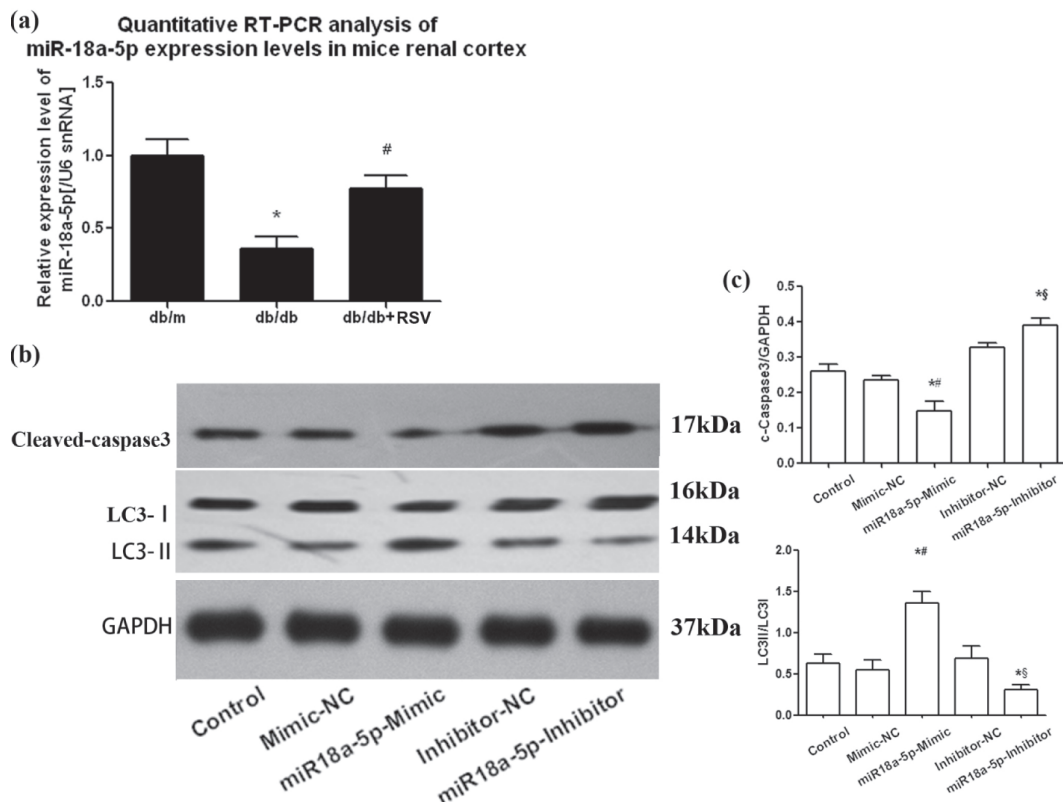 (a)
Quantitative RT-PCR analysis of
miR-18a-5p expression levels in mice renal cortex
Relative expression level of
miR-18a-5p[/U6 snRNA]
1.5
1.0
0.5
0.0
*
#
db/m
db/db
db/db+RSV
(b)
Cleaved-caspase3
17kDa
LC3-Ⅰ
16kDa
LC3-Ⅱ
14kDa
GAPDH
37kDa
Control
Mimic-NC
miR18a-5p-Mimic
Inhibitor-NC
miR18a-5p-Inhibitor
(c)
c-Caspase3/GAPDH
0.5
0.4
0.3
0.2
0.1
0.0
*#
*§
Control
Mimic-NC
miR18a-5p-Mimic
Inhibitor-NC
miR18a-5p-Inhibitor
LC3II/LC3I
2.0
1.5
1.0
0.5
0.0
*#
*§
Control
Mimic-NC
miR18a-5p-Mimic
Inhibitor-NC
miR18a-5p-Inhibitor